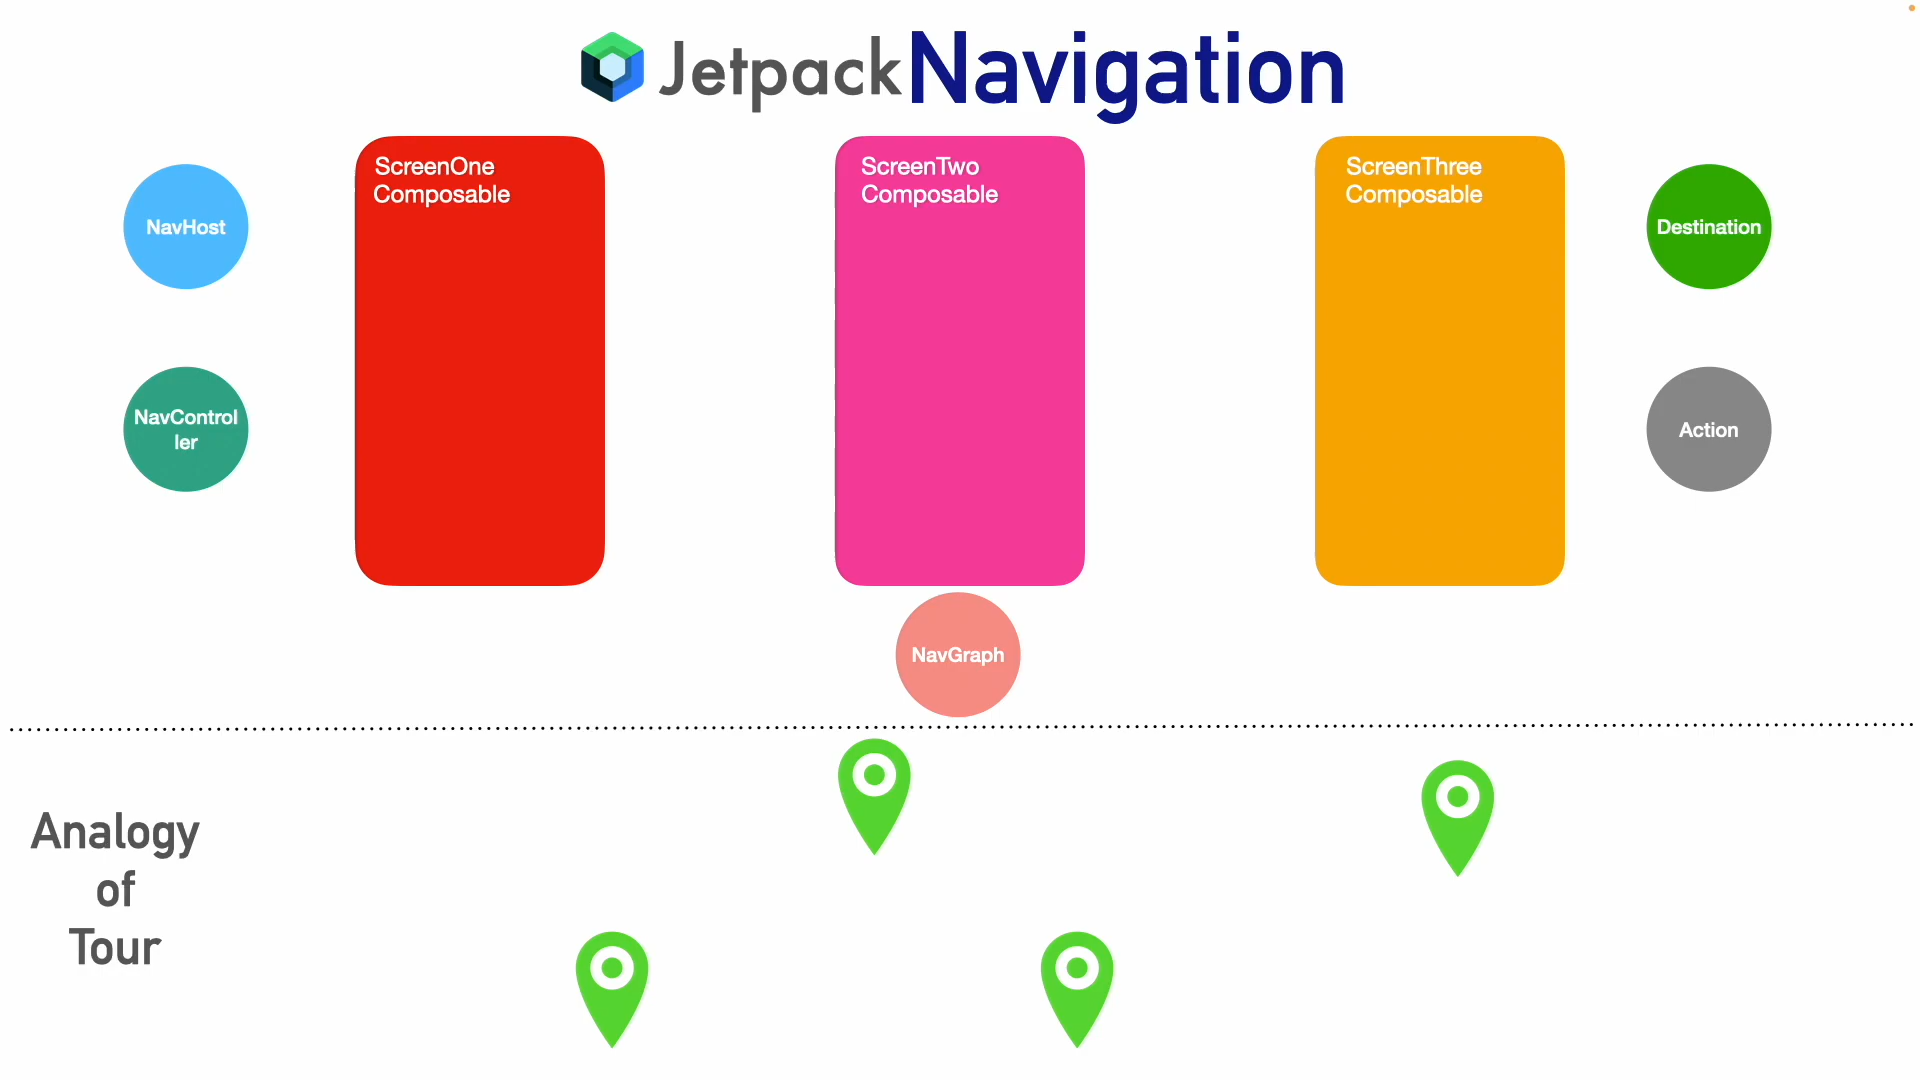 Jetpack Navigation
ScreenOne
Composable
ScreenTwo
Composable
ScreenThree
Composable
NavHost
Destination
NavControl
ler
Action
NavGraph
Analogy
of
Tour